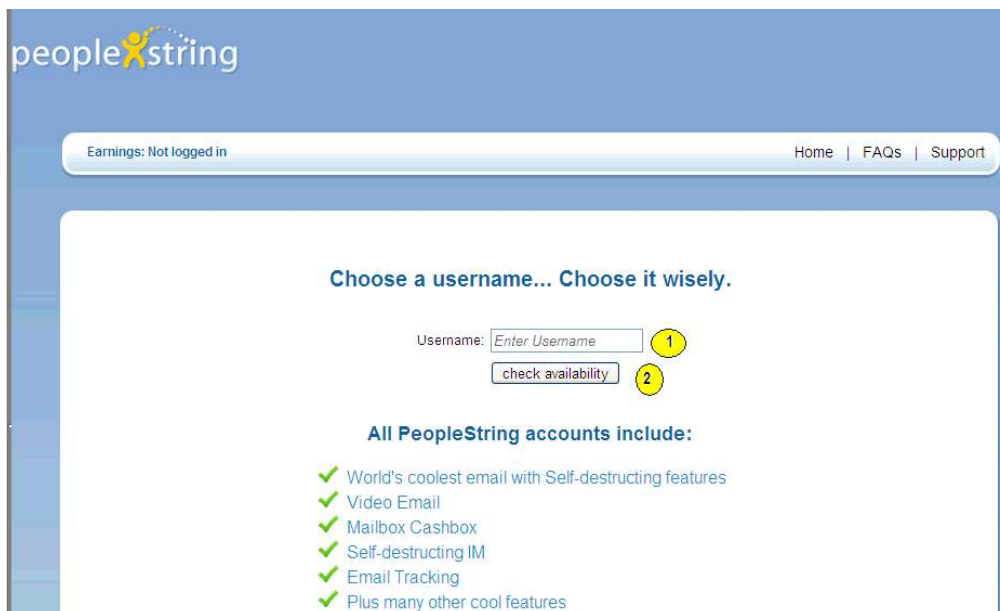 peoplestring
Earnings: Not logged in
Home | FAQs | Support
Choose a username... Choose it wisely.
Username: Enter Username 1
check availability 2
All PeopleString accounts include:
World's coolest email with Self-destructing features
Video Email
Mailbox Cashbox
Self-destructing IM
Email Tracking
Plus many other cool features